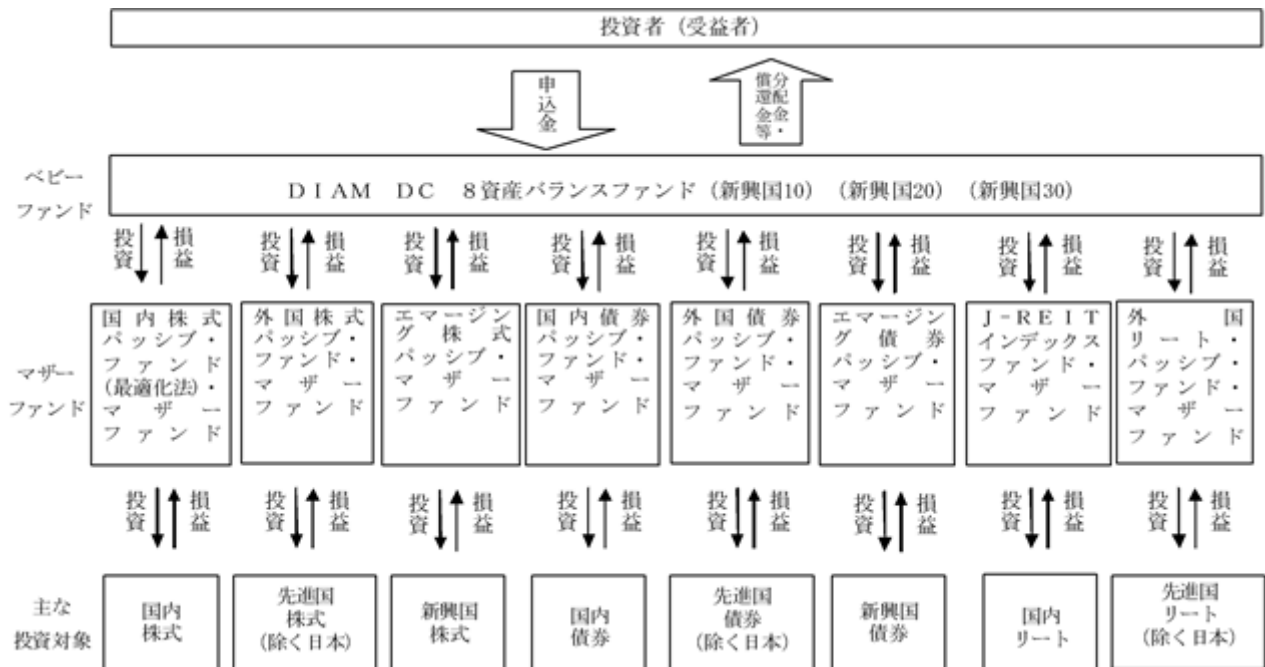 投資者（受益者）
申込金
分配金・
償還金等
ベビー
ファンド
ＤＩＡＭ　ＤＣ　８資産バランスファンド（新興国10）（新興国20）（新興国30）
投資
損益
投資
損益
投資
損益
投資
損益
投資
損益
投資
損益
投資
損益
投資
損益
マザー
ファンド
国内株式
パッシブ・
ファンド
(最適化法)・
マザー
ファンド
外国株式
パッシブ・
ファンド・
マザー
ファンド
エマージン
グ株式
パッシブ・
マザー
ファンド
国内債券
パッシブ・
ファンド・
マザー
ファンド
外国債券
パッシブ・
ファンド・
マザー
ファンド
エマージン
グ債券
パッシブ・
マザー
ファンド
J-REIT
インデックス
ファンド・
マザー
ファンド
外国
リート・
パッシブ・
ファンド・
マザー
ファンド
投資
損益
投資
損益
投資
損益
投資
損益
投資
損益
投資
損益
投資
損益
投資
損益
主な
投資対象
国内
株式
先進国
株式
(除く日本)
新興国
株式
国内
債券
先進国
債券
(除く日本)
新興国
債券
国内
リート
先進国
リート
(除く日本)